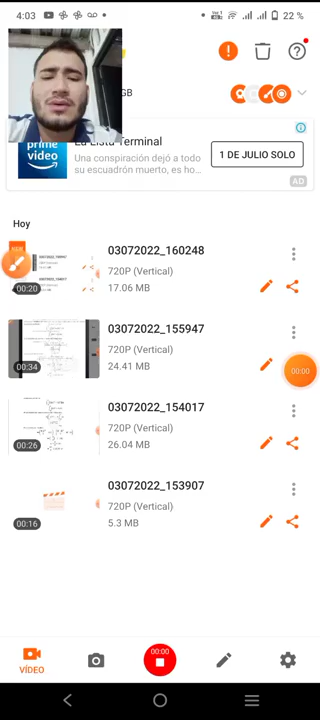 4:03
22 %
GB
La Lista Terminal
prime video
Una conspiración dejó a todo
su escuadrón muerto, es ho...
1 DE JULIO SOLO
AD
Hoy
03072022_160248
720P (Vertical)
17.06 MB
00:20
03072022_155947
720P (Vertical)
24.41 MB
00:34
00:00
03072022_154017
720P (Vertical)
26.04 MB
00:26
03072022_153907
720P (Vertical)
5.3 MB
00:16
00:00
VÍDEO